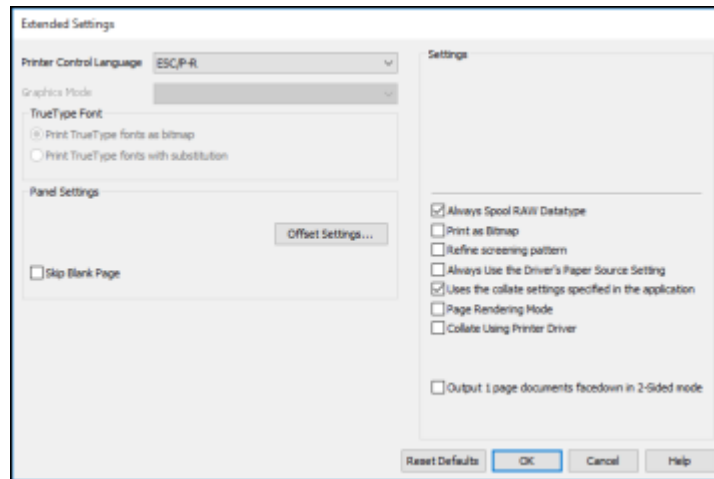 Extended Settings
Printer Control Language
ESC/P-R
Graphics Mode
TrueType Font
Print TrueType fonts as bitmap
Print TrueType fonts with substitution
Panel Settings
Offset Settings...
Skip Blank Page
Settings
Always Spool RAW Datatype
Print as Bitmap
Refine screening pattern
Always Use the Driver's Paper Source Setting
Uses the collate settings specified in the application
Page Rendering Mode
Collate Using Printer Driver
Output 1 page documents facedown in 2-Sided mode
Reset Defaults
OK
Cancel
Help